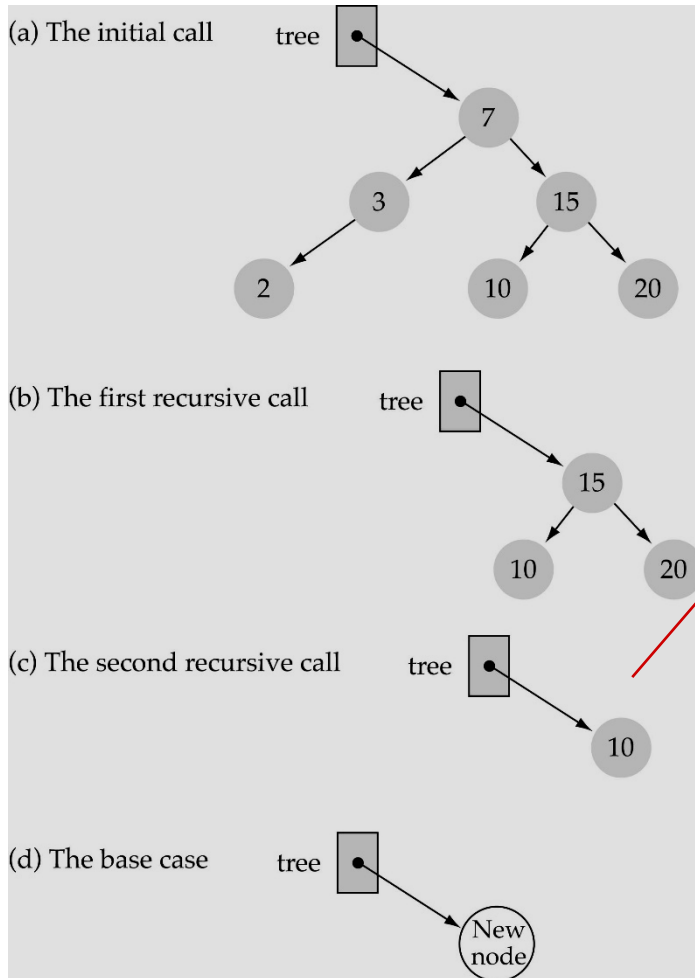 (a) The initial call
tree
7
3
15
2
10
20
(b) The first recursive call
tree
15
10
20
(c) The second recursive call
tree
10
(d) The base case
tree
New
node